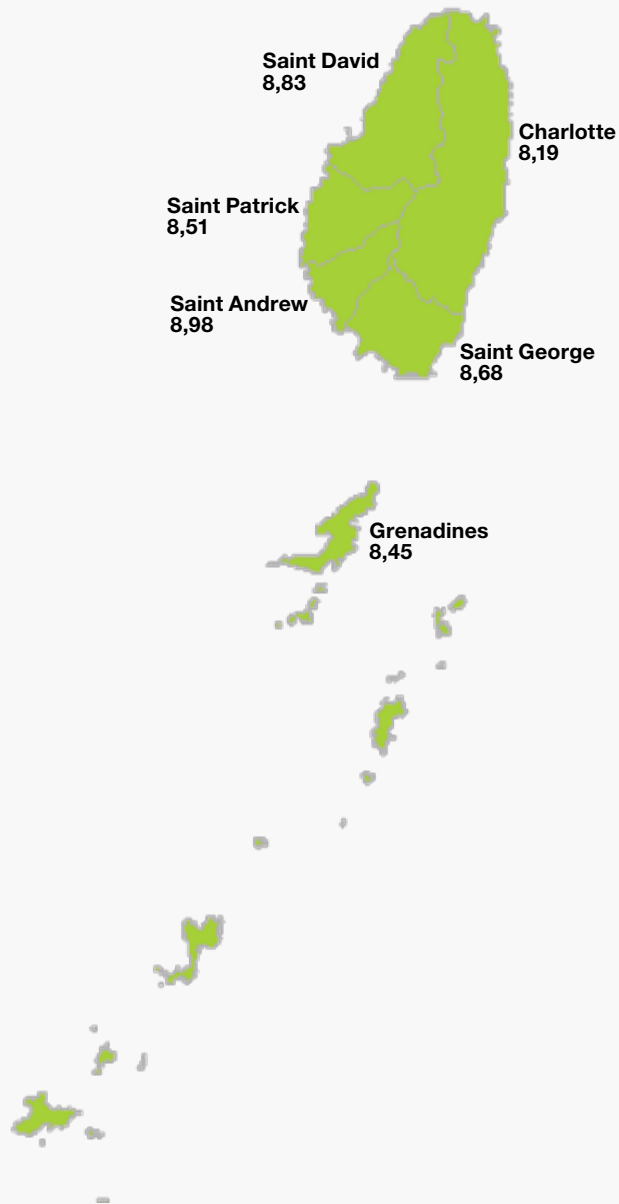 Saint David
8,83
Charlotte
8,19
Saint Patrick
8,51
Saint Andrew
8,98
Saint George
8,68
Grenadines
8,45